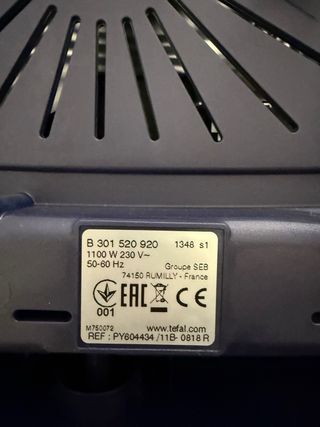 B 301 520 920 1348 s1
1100 W 230 V~
50-60 Hz Groupe SEB
74150 RUMILLY - France
001 EAC CE
M750072 www.tefal.com
REF : PY604434 /11B- 0818 R